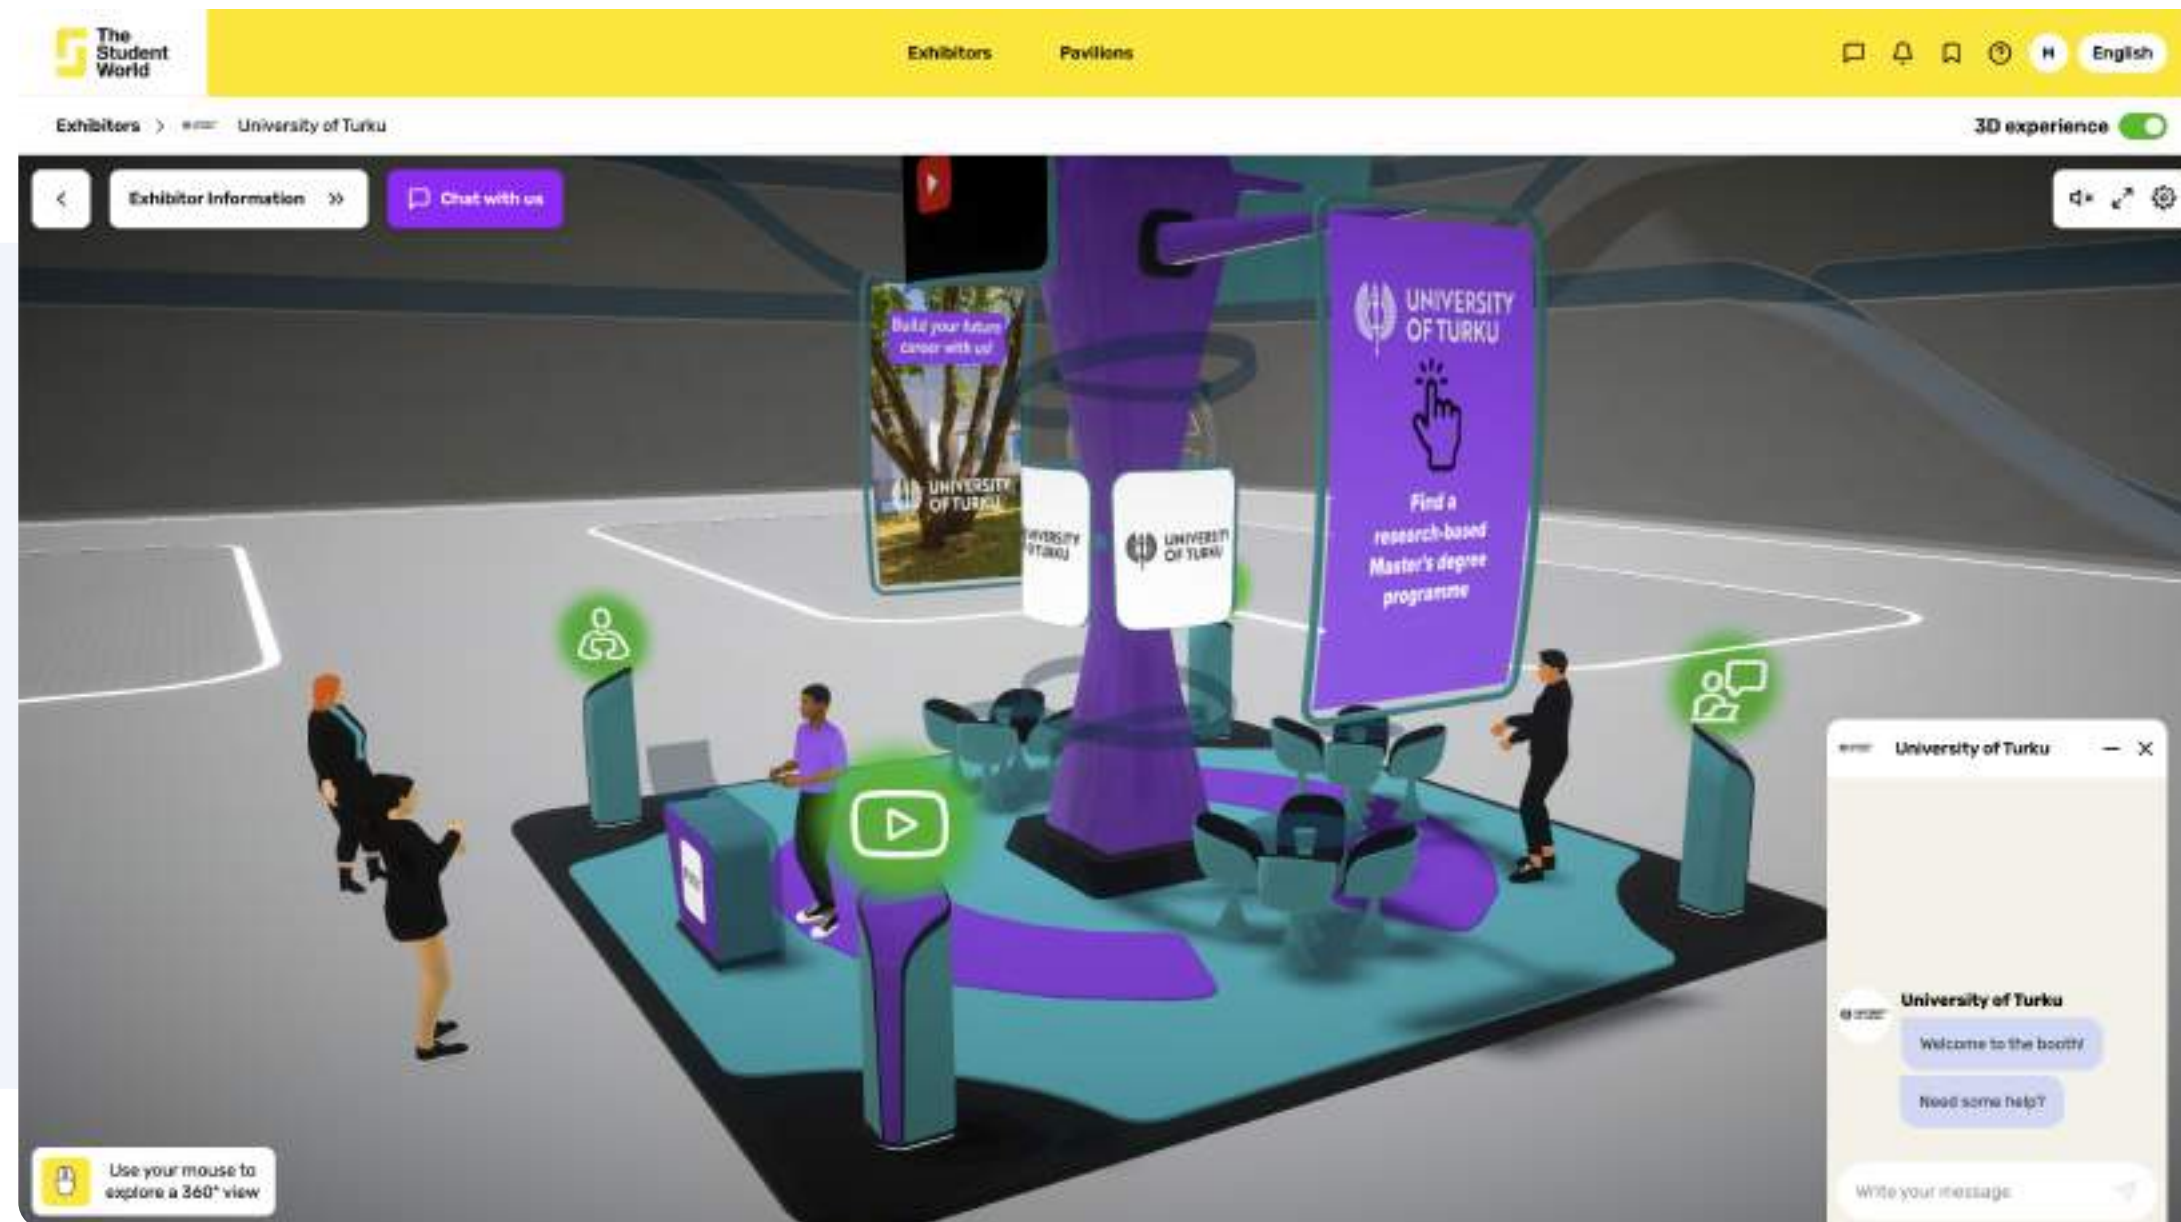 The
Student
World
Exhibitors
Pavilions
H
English
Exhibitors > University of Turku
3D experience
Exhibitor Information
Chat with us
Build your future
career with us!
UNIVERSITY
OF TURKU
UNIVERSITY
OF TURKU
UNIVERSITY
OF TURKU
UNIVERSITY
OF TURKU
Find a
research-based
Master's degree
programme
University of Turku
University of Turku
Welcome to the booth!
Need some help?
Write your message
Use your mouse to
explore a 360° view